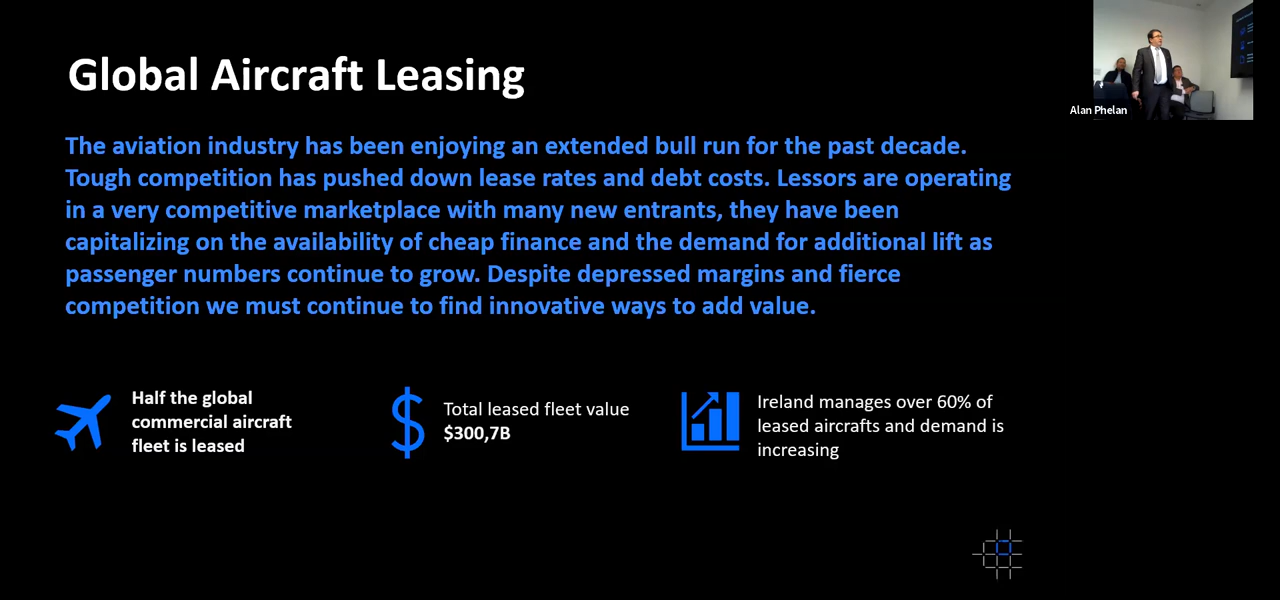 Global Aircraft Leasing
Alan Phelan
The aviation industry has been enjoying an extended bull run for the past decade.
Tough competition has pushed down lease rates and debt costs. Lessors are operating
in a very competitive marketplace with many new entrants, they have been
capitalizing on the availability of cheap finance and the demand for additional lift as
passenger numbers continue to grow. Despite depressed margins and fierce
competition we must continue to find innovative ways to add value.
Half the global
commercial aircraft
fleet is leased
Total leased fleet value
$300,7B
Ireland manages over 60% of
leased aircrafts and demand is
increasing